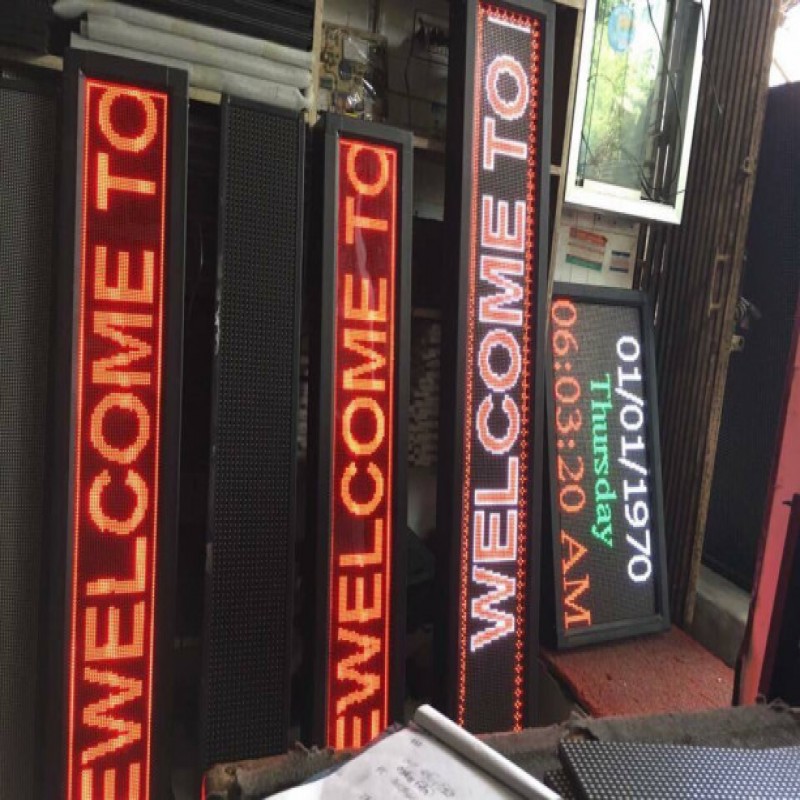 EWELCOME TO
EWELCOME TO
WELCOME TO
01/01/1970
Thursday
06:03:20 AM